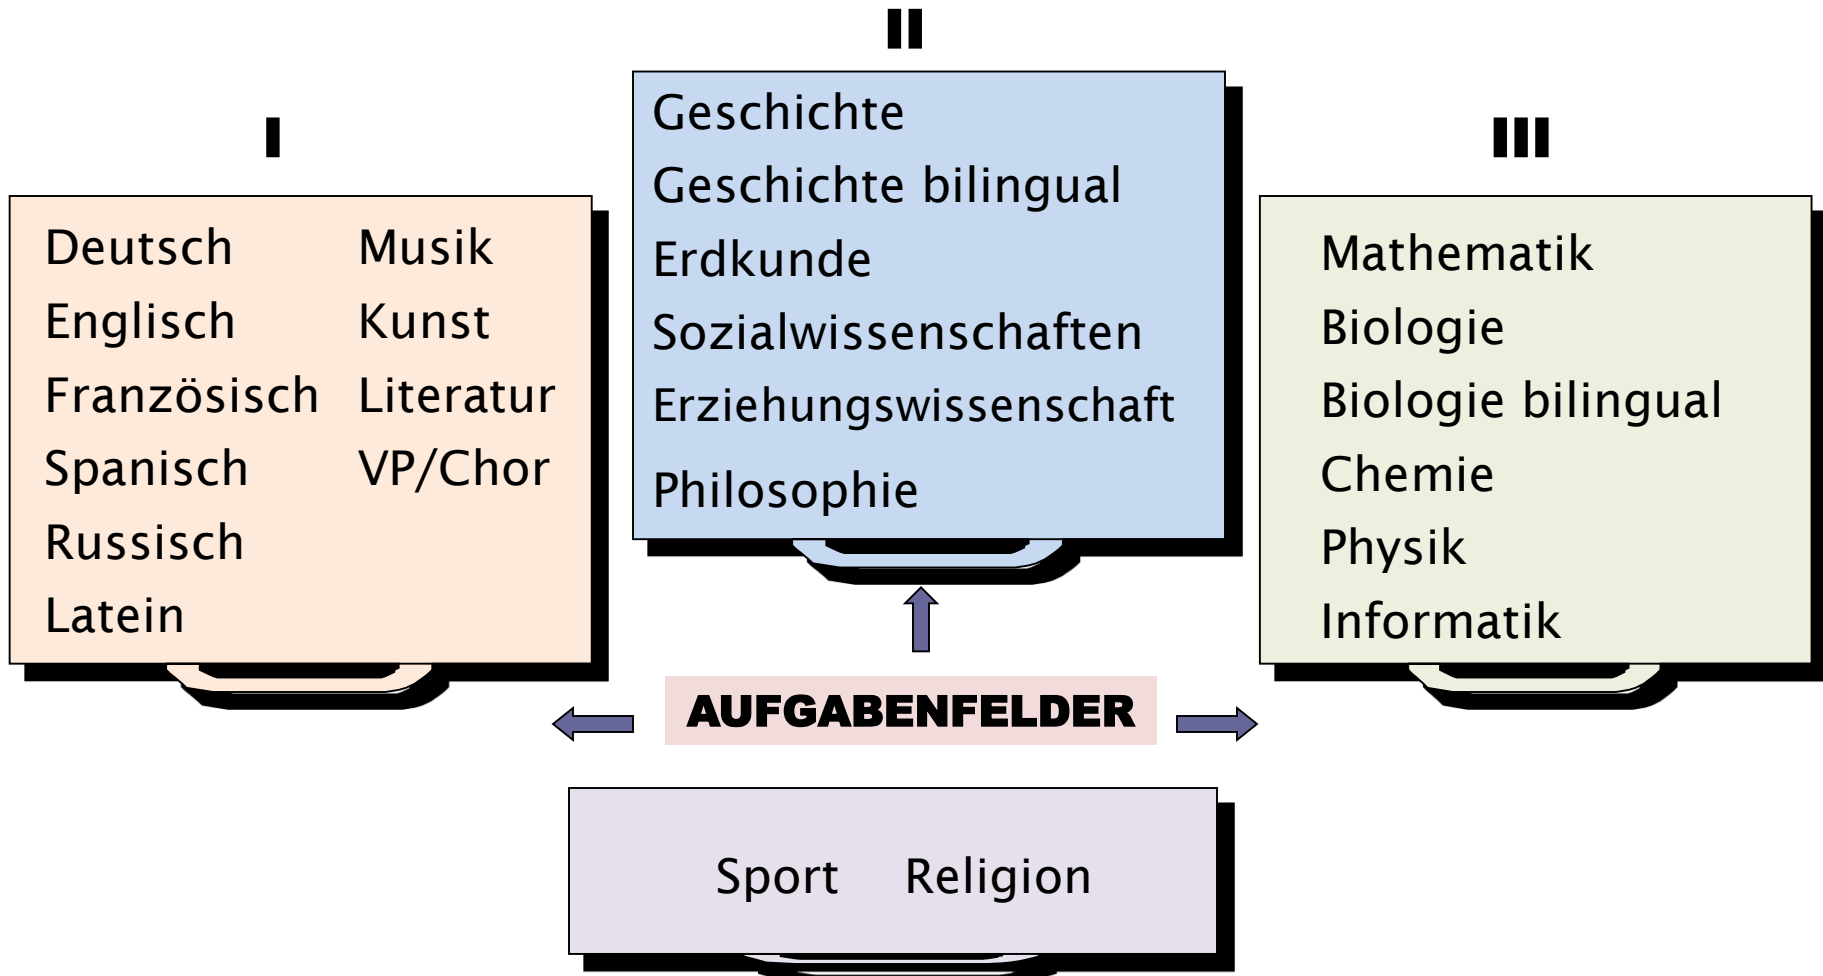 I
Deutsch
Englisch
Französisch
Spanisch
Russisch
Latein
Musik
Kunst
Literatur
VP/Chor
II
Geschichte
Geschichte bilingual
Erdkunde
Sozialwissenschaften
Erziehungswissenschaft
Philosophie
III
Mathematik
Biologie
Biologie bilingual
Chemie
Physik
Informatik
AUFGABENFELDER
Sport Religion